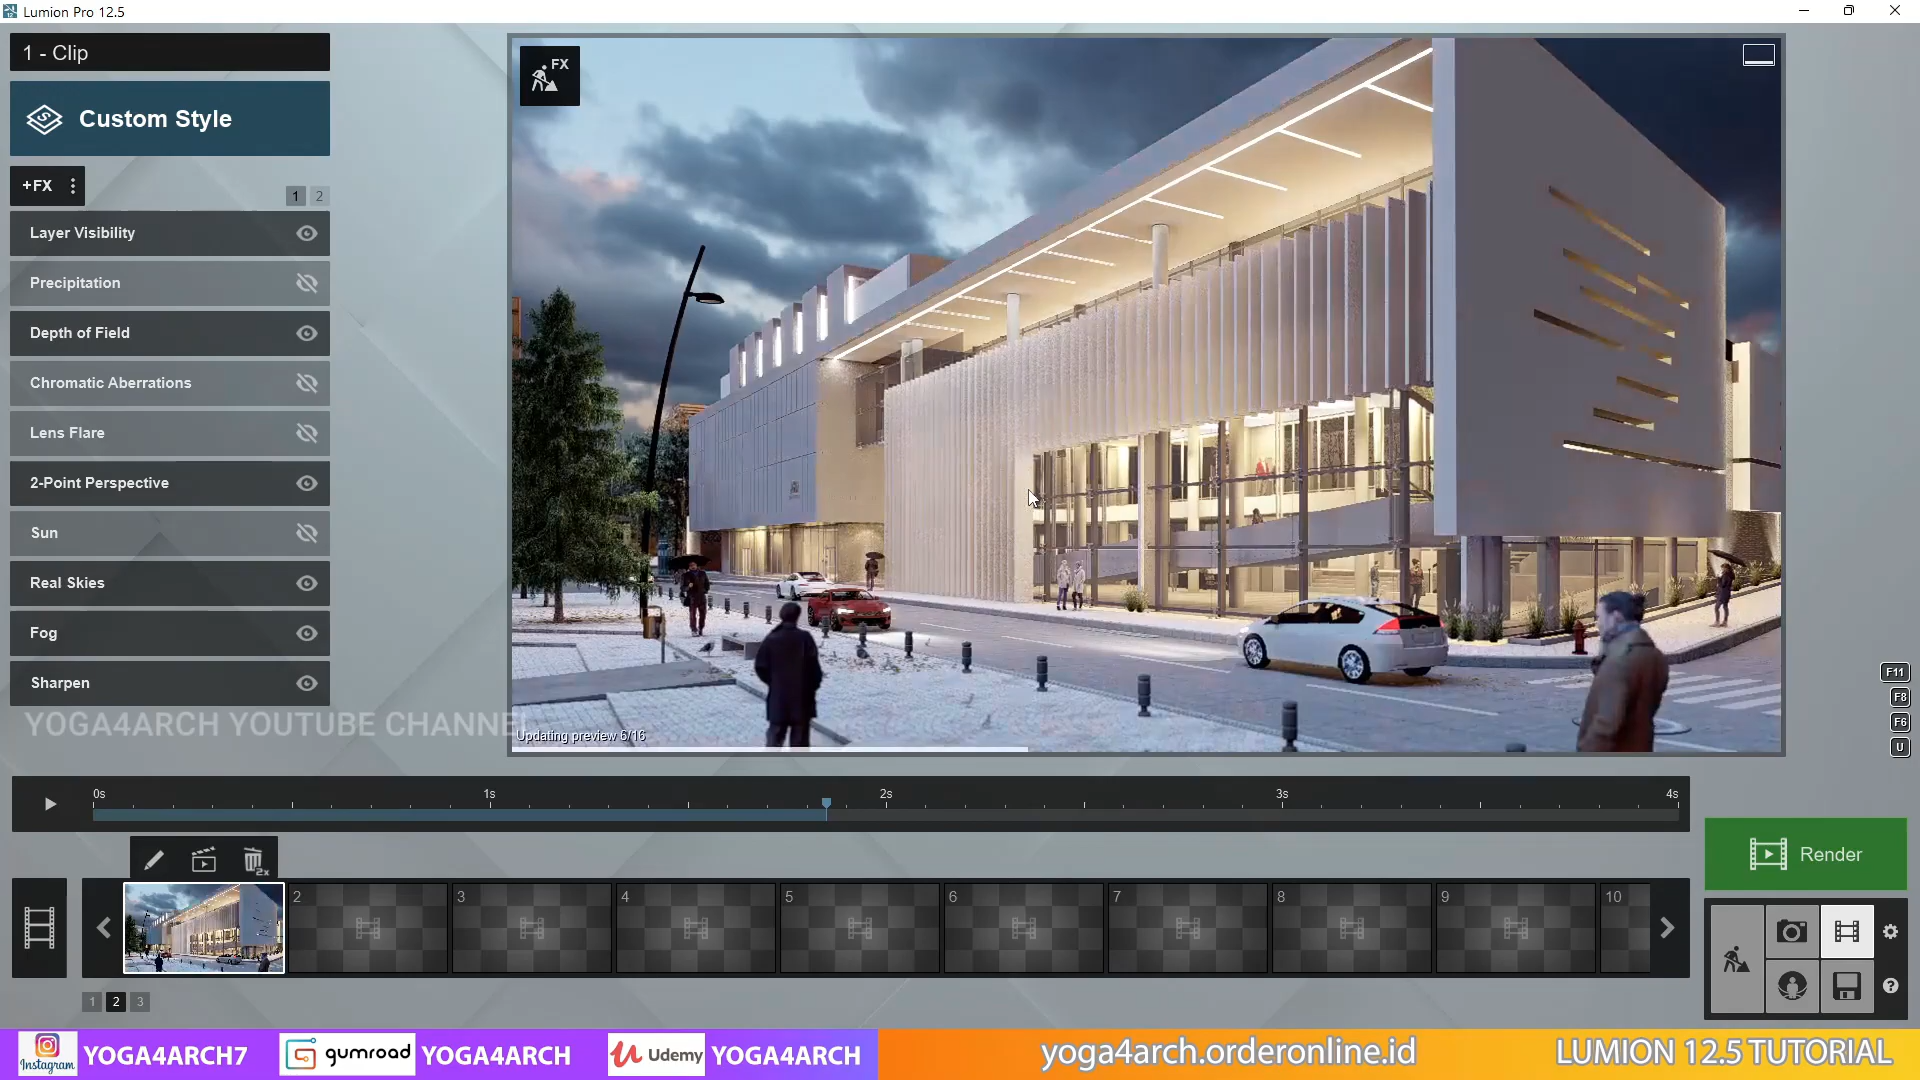 Lumion Pro 12.5
1 - Clip
Custom Style
+FX
1 2
Layer Visibility
Precipitation
Depth of Field
Chromatic Aberrations
Lens Flare
2-Point Perspective
Sun
Real Skies
Fog
Sharpen
YOGA4ARCH YOUTUBE CHANNEL
FX
Updating preview 6/16
F11
F8
F6
U
0s 1s 2s 3s 4s
2x
Render
2 3 4 5 6 7 8 9 10
1 2 3
Instagram YOGA4ARCH7 gumroad YOGA4ARCH Udemy YOGA4ARCH yoga4arch.orderonline.id LUMION 12.5 TUTORIAL